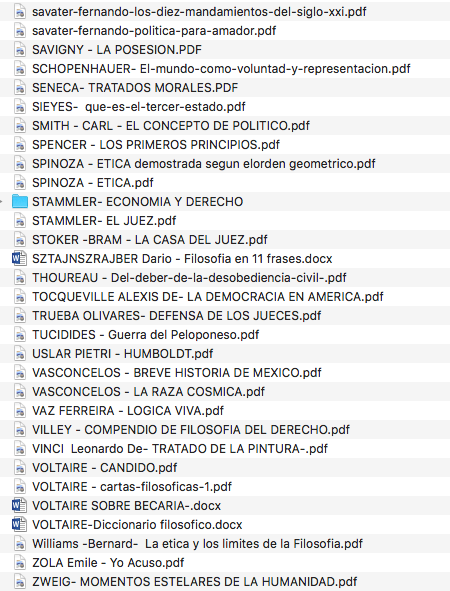 savater-fernando-los-diez-mandamientos-del-siglo-xxi.pdf
savater-fernando-politica-para-amador.pdf
SAVIGNY - LA POSESION.PDF
SCHOPENHAUER- El-mundo-como-voluntad-y-representacion.pdf
SENECA- TRATADOS MORALES.PDF
SIEYES-  que-es-el-tercer-estado.pdf
SMITH - CARL - EL CONCEPTO DE POLITICO.pdf
SPENCER - LOS PRIMEROS PRINCIPIOS.pdf
SPINOZA - ETICA demostrada segun elorden geometrico.pdf
SPINOZA - ETICA.pdf
STAMMLER- ECONOMIA Y DERECHO
STAMMLER- EL JUEZ.pdf
STOKER -BRAM - LA CASA DEL JUEZ.pdf
SZTAJNSZRAJBER Dario - Filosofia en 11 frases.docx
THOUREAU - Del-deber-de-la-desobediencia-civil-.pdf
TOCQUEVILLE ALEXIS DE- LA DEMOCRACIA EN AMERICA.pdf
TRUEBA OLIVARES- DEFENSA DE LOS JUECES.pdf
TUCIDIDES - Guerra del Peloponeso.pdf
USLAR PIETRI - HUMBOLDT.pdf
VASCONCELOS - BREVE HISTORIA DE MEXICO.pdf
VASCONCELOS - LA RAZA COSMICA.pdf
VAZ FERREIRA - LOGICA VIVA.pdf
VILLEY - COMPENDIO DE FILOSOFIA DEL DERECHO.pdf
VINCI  Leonardo De- TRATADO DE LA PINTURA-.pdf
VOLTAIRE - CANDIDO.pdf
VOLTAIRE - cartas-filosoficas-1.pdf
VOLTAIRE SOBRE BECARIA-.docx
VOLTAIRE-Diccionario filosofico.docx
Williams -Bernard-  La etica y los limites de la Filosofia.pdf
ZOLA Emile - Yo Acuso.pdf
ZWEIG- MOMENTOS ESTELARES DE LA HUMANIDAD.pdf